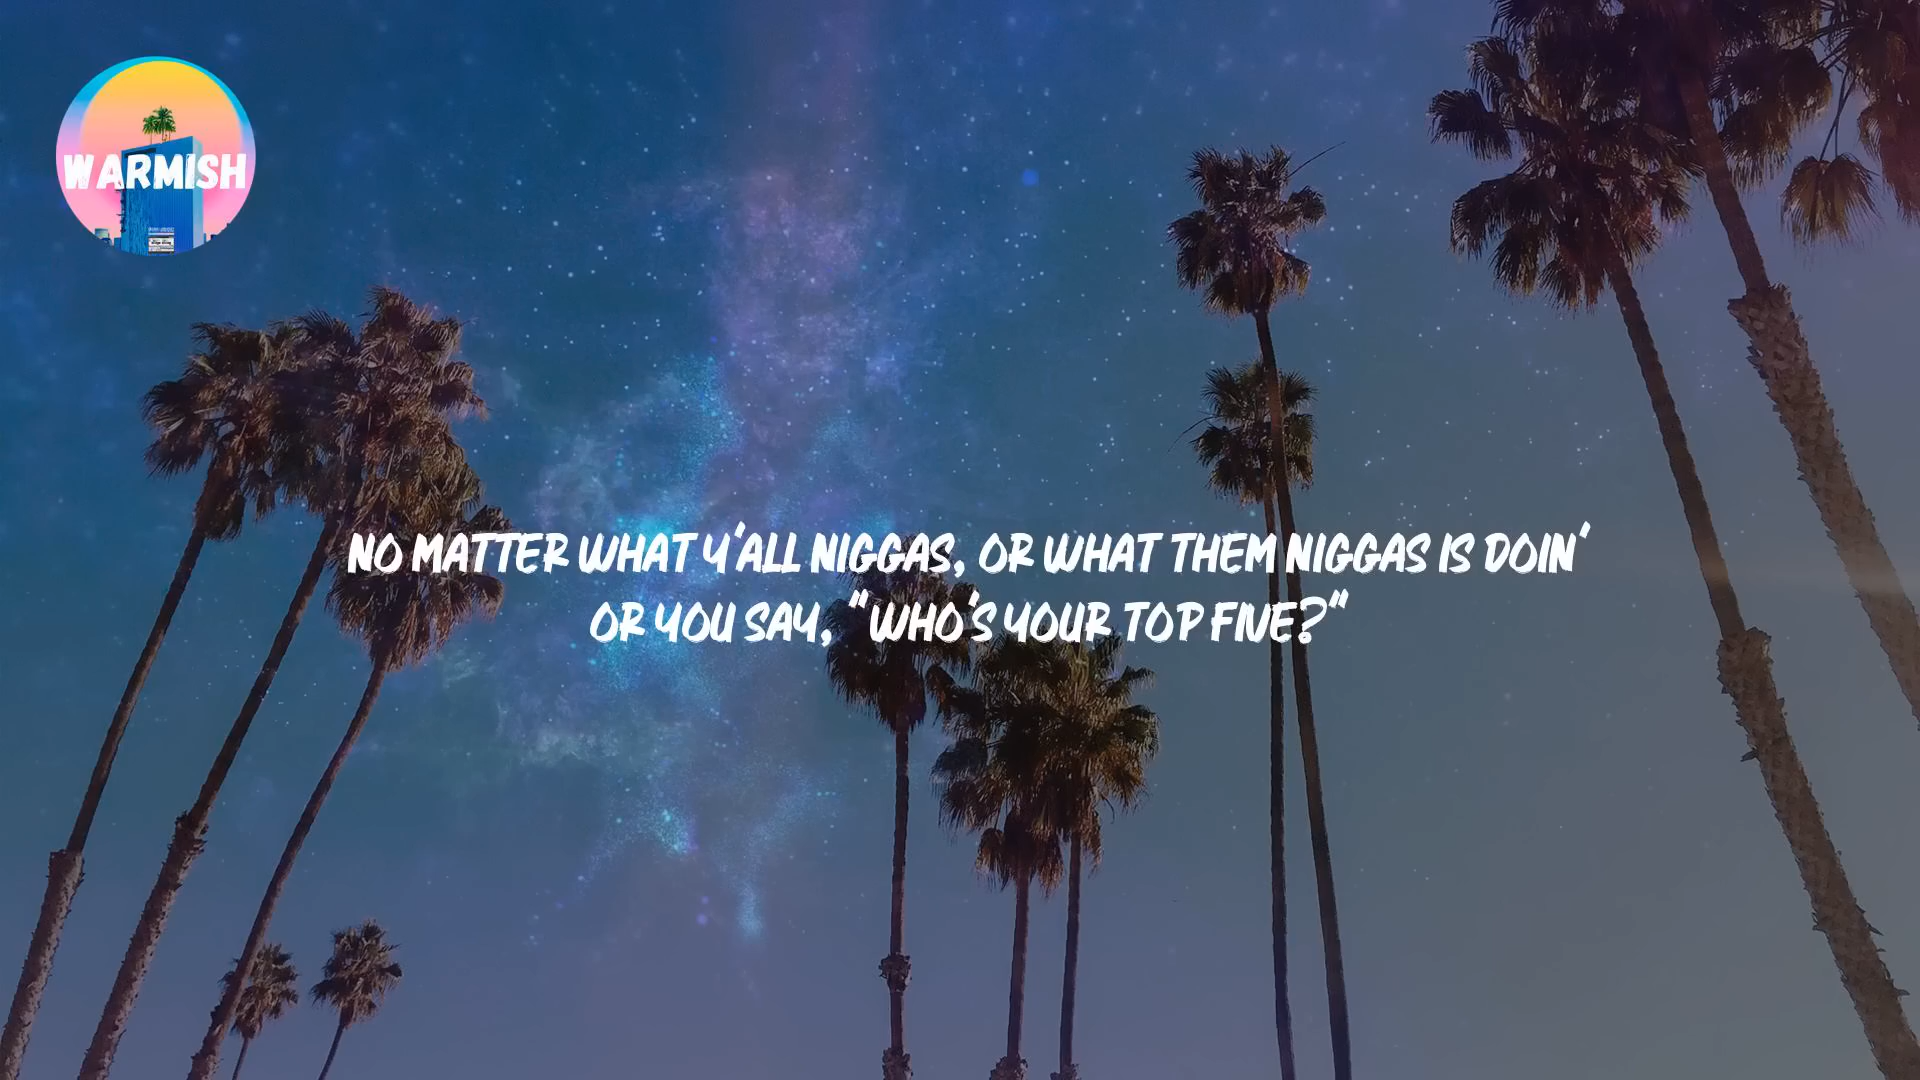 WARMISH
NO MATTER WHAT Y'ALL NIGGAS, OR WHAT THEM NIGGAS IS DOIN'
OR YOU SAY, "WHO'S YOUR TOP FIVE?"